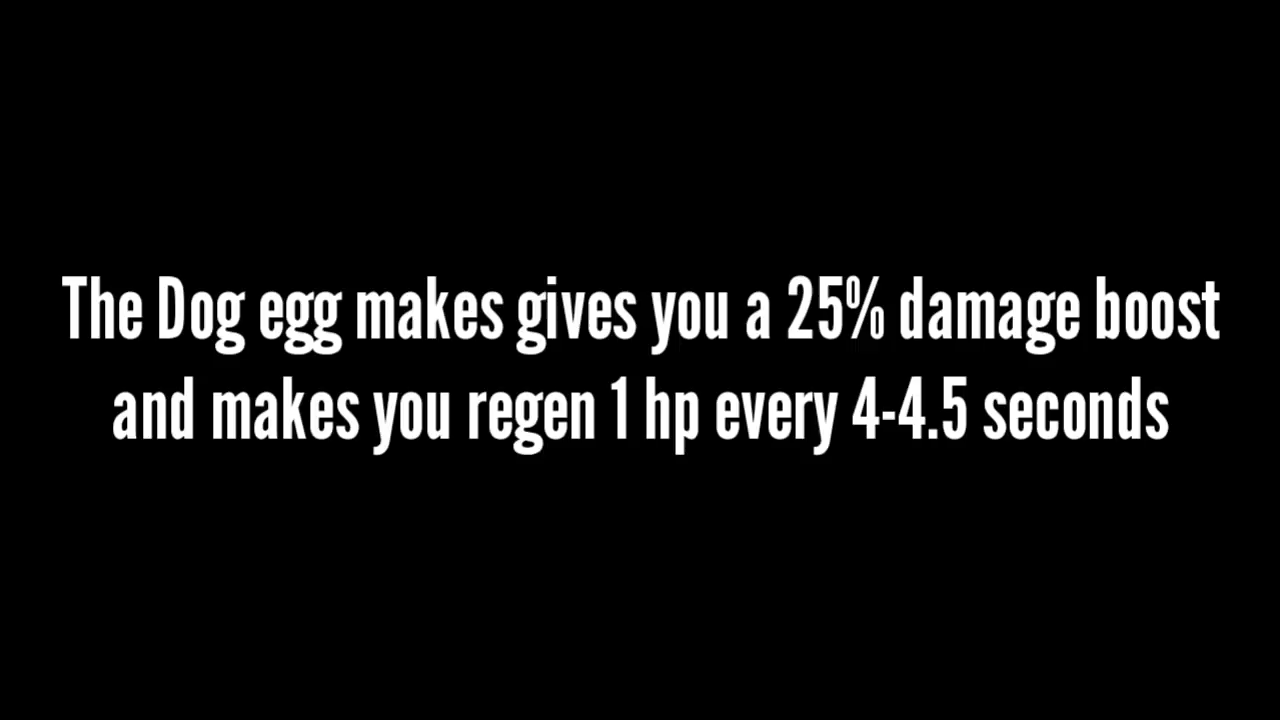 The Dog egg makes gives you a 25% damage boost
and makes you regen 1 hp every 4-4.5 seconds